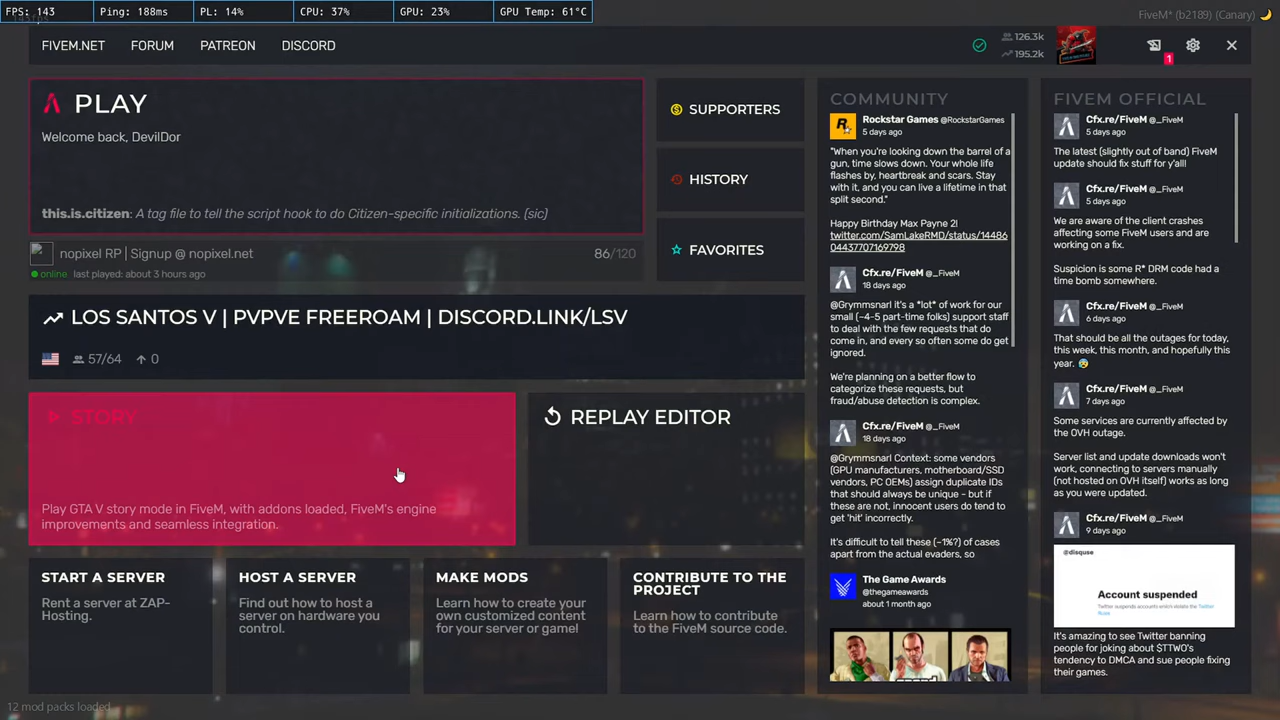 FPS: 143
Ping: 188ms
PL: 14%
CPU: 37%
GPU: 23%
GPU Temp: 61°C
FiveM* (b2189) (Canary) 🌙
FIVEM.NET
FORUM
PATREON
DISCORD
126.3k
195.2k
1
PLAY
Welcome back, DevilDor
this.is.citizen: A tag file to tell the script hook to do Citizen-specific initializations. (sic)
nopixel RP | Signup @ nopixel.net
86/120
online last played: about 3 hours ago
SUPPORTERS
HISTORY
FAVORITES
LOS SANTOS V | PVPVE FREEROAM | DISCORD.LINK/LSV
57/64
0
STORY
Play GTA V story mode in FiveM, with addons loaded, FiveM's engine
improvements and seamless integration.
REPLAY EDITOR
START A SERVER
Rent a server at ZAP-
Hosting.
HOST A SERVER
Find out how to host a
server on hardware you
control.
MAKE MODS
Learn how to create your
own customized content
for your server or game!
CONTRIBUTE TO THE
PROJECT
Learn how to contribute
to the FiveM source code.
COMMUNITY
Rockstar Games @RockstarGames
5 days ago
"When you're looking down the barrel of a
gun, time slows down. Your whole life
flashes by, heartbreak and scars. Stay
with it, and you can live a lifetime in that
split second."
Happy Birthday Max Payne 2!
twitter.com/SamLakeRMD/status/14486
04437707169798
Cfx.re/FiveM @_FiveM
18 days ago
@Grymmsnarl it's a *lot* of work for our
small (~4-5 part-time folks) support staff
to deal with the few requests that do
come in, and every so often some do get
ignored.
We're planning on a better flow to
categorize these requests, but
fraud/abuse detection is complex.
Cfx.re/FiveM @_FiveM
18 days ago
@Grymmsnarl Context: some vendors
(GPU manufacturers, motherboard/SSD
vendors, PC OEMs) assign duplicate IDs
that should always be unique - but if
these are not, innocent users do tend to
get 'hit' incorrectly.
It's difficult to tell these (~1%?) of cases
apart from the actual evaders, so
The Game Awards
@thegameawards
about 1 month ago
FIVEM OFFICIAL
Cfx.re/FiveM @_FiveM
5 days ago
The latest (slightly out of band) FiveM
update should fix stuff for y'all!
Cfx.re/FiveM @_FiveM
5 days ago
We are aware of the client crashes
affecting some FiveM users and are
working on a fix.
Suspicion is some R* DRM code had a
time bomb somewhere.
Cfx.re/FiveM @_FiveM
6 days ago
That should be all the outages for today,
this week, this month, and hopefully this
year. 😰
Cfx.re/FiveM @_FiveM
7 days ago
Some services are currently affected by
the OVH outage.
Server list and update downloads won't
work, connecting to servers manually
(not hosted on OVH itself) works as long
as you were updated.
Cfx.re/FiveM @_FiveM
9 days ago
@disquse
Account suspended
Twitter suspends accounts which violate the Twitter
Rules
It's amazing to see Twitter banning
people for joking about $TTWO's
tendency to DMCA and sue people fixing
their games.
12 mod packs loaded